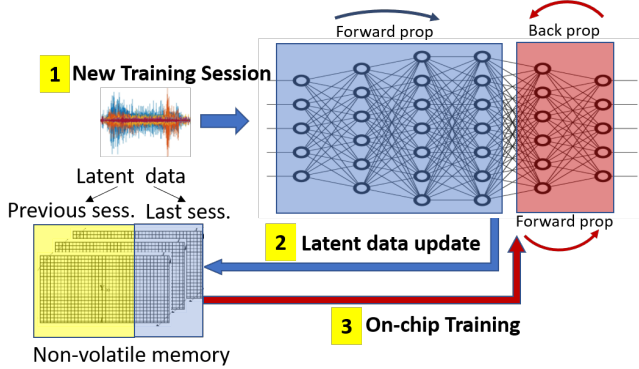 Forward prop
Back prop
1 New Training Session
Latent data
Previous sess. Last sess.
Forward prop
2 Latent data update
3 On-chip Training
Non-volatile memory